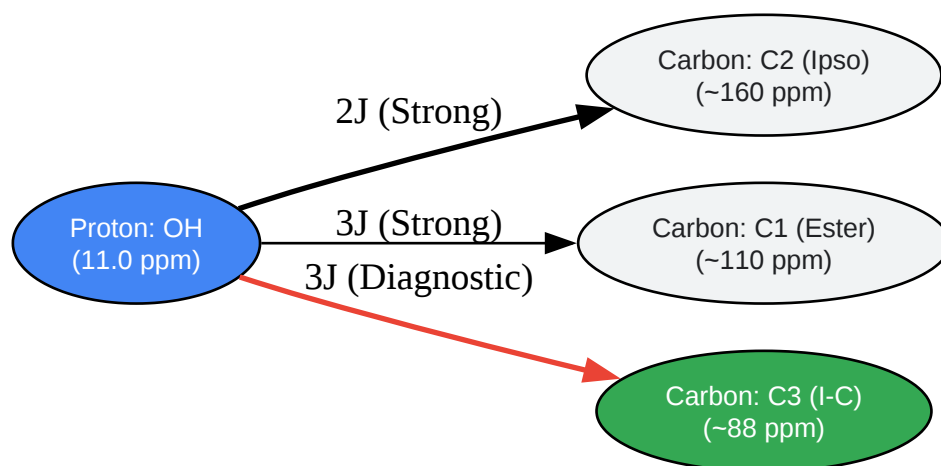 Carbon: C2 (Ipso)
(~160 ppm)
2J (Strong)
Proton: OH
(11.0 ppm)
3J (Strong)
Carbon: C1 (Ester)
(~110 ppm)
3J (Diagnostic)
Carbon: C3 (I-C)
(~88 ppm)